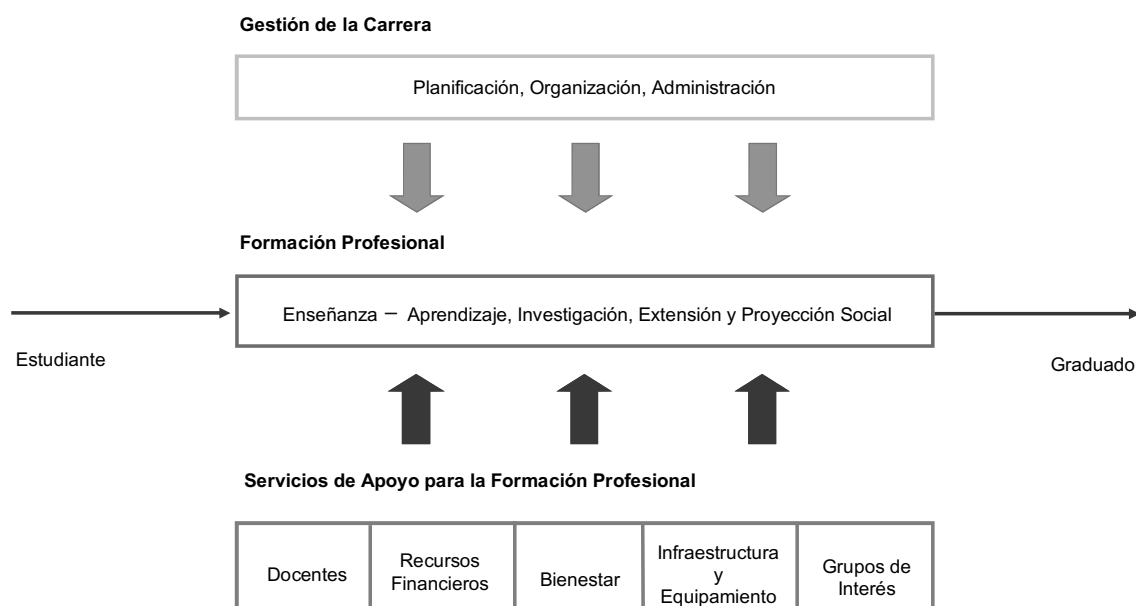 Gestión de la Carrera
Planificación, Organización, Administración
Formación Profesional
Enseñanza – Aprendizaje, Investigación, Extensión y Proyección Social
Estudiante
Graduado
Servicios de Apoyo para la Formación Profesional
Docentes
Recursos
Financieros
Bienestar
Infraestructura
y
Equipamiento
Grupos de
Interés